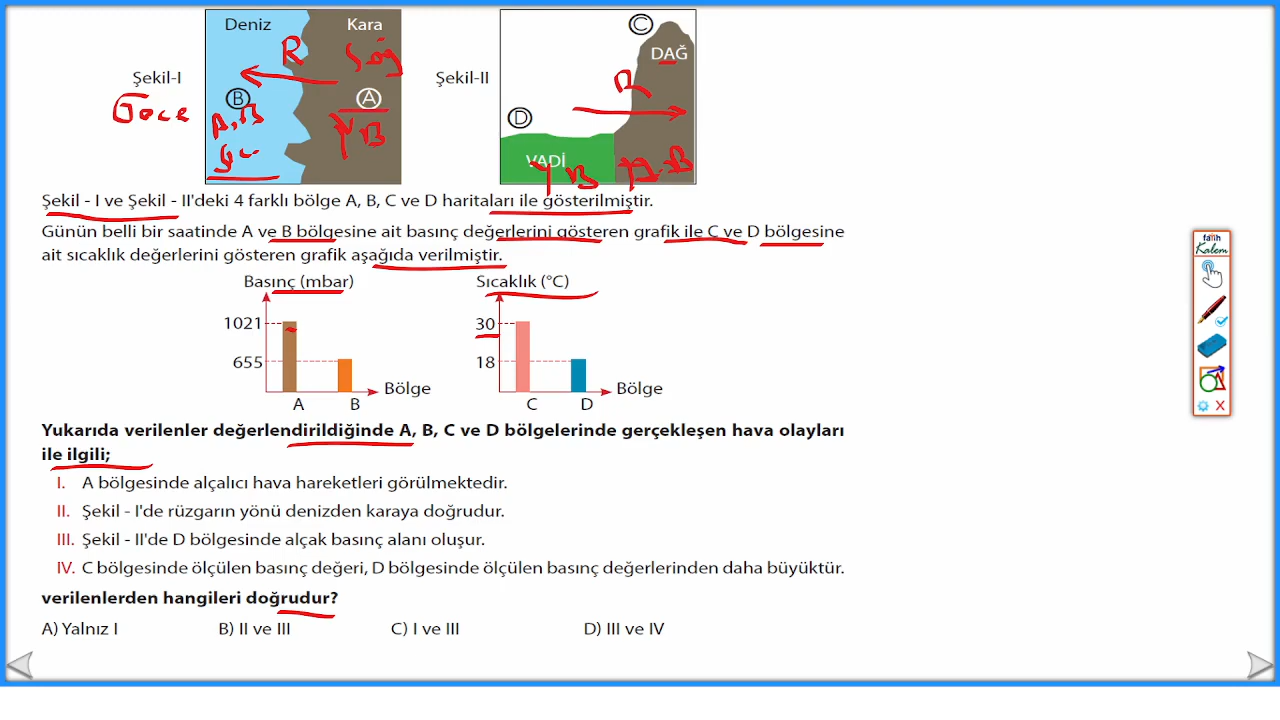 Deniz Kara
R Soğ
Şekil-I
B A
Gece
A.B
YB
C
DAĞ
Şekil-II
R
D
VADİ
YB A.B
Şekil - I ve Şekil - II'deki 4 farklı bölge A, B, C ve D haritaları ile gösterilmiştir.
Günün belli bir saatinde A ve B bölgesine ait basınç değerlerini gösteren grafik ile C ve D bölgesine
ait sıcaklık değerlerini gösteren grafik aşağıda verilmiştir.
Basınç (mbar)
1021
655
Bölge
A B
Sıcaklık (°C)
30
18
Bölge
C D
Yukarıda verilenler değerlendirildiğinde A, B, C ve D bölgelerinde gerçekleşen hava olayları
ile ilgili;
I. A bölgesinde alçalıcı hava hareketleri görülmektedir.
II. Şekil - I'de rüzgarın yönü denizden karaya doğrudur.
III. Şekil - II'de D bölgesinde alçak basınç alanı oluşur.
IV. C bölgesinde ölçülen basınç değeri, D bölgesinde ölçülen basınç değerlerinden daha büyüktür.
verilenlerden hangileri doğrudur?
A) Yalnız I B) II ve III C) I ve III D) III ve IV
fatih
Kalem
X